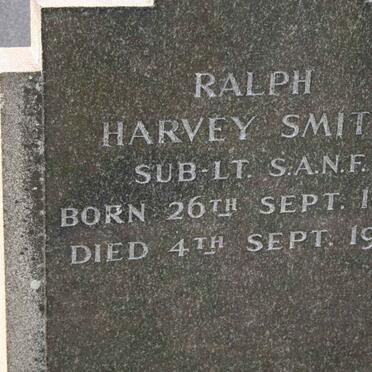 RALPH
HARVEY SMIT
SUB-LT. S.A.N.F.
BORN 26TH SEPT. 1
DIED 4TH SEPT. 19